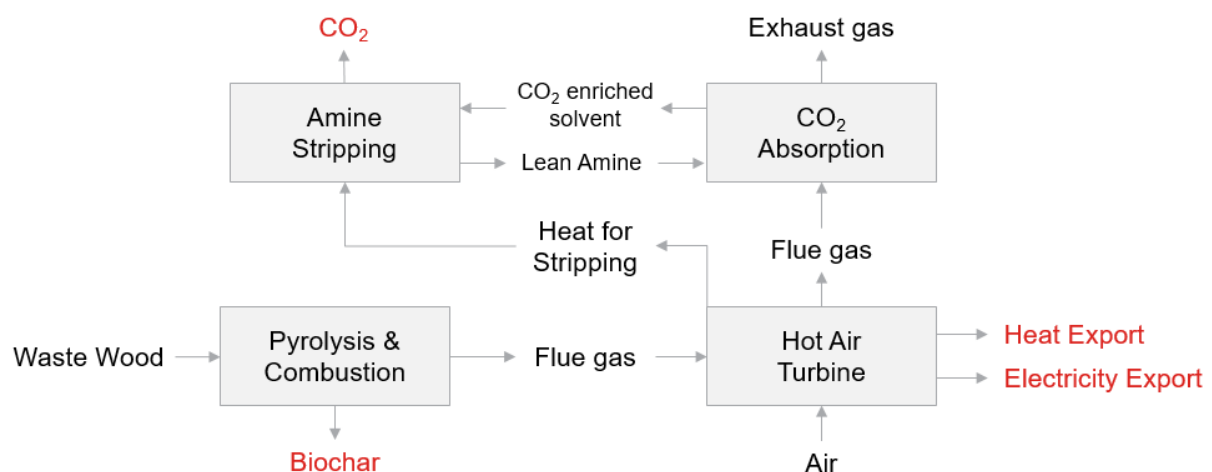 CO₂
Exhaust gas
Amine
Stripping
CO₂ enriched
solvent
Lean Amine
CO₂
Absorption
Heat for
Stripping
Flue gas
Waste Wood
Pyrolysis &
Combustion
Flue gas
Hot Air
Turbine
Heat Export
Electricity Export
Biochar
Air